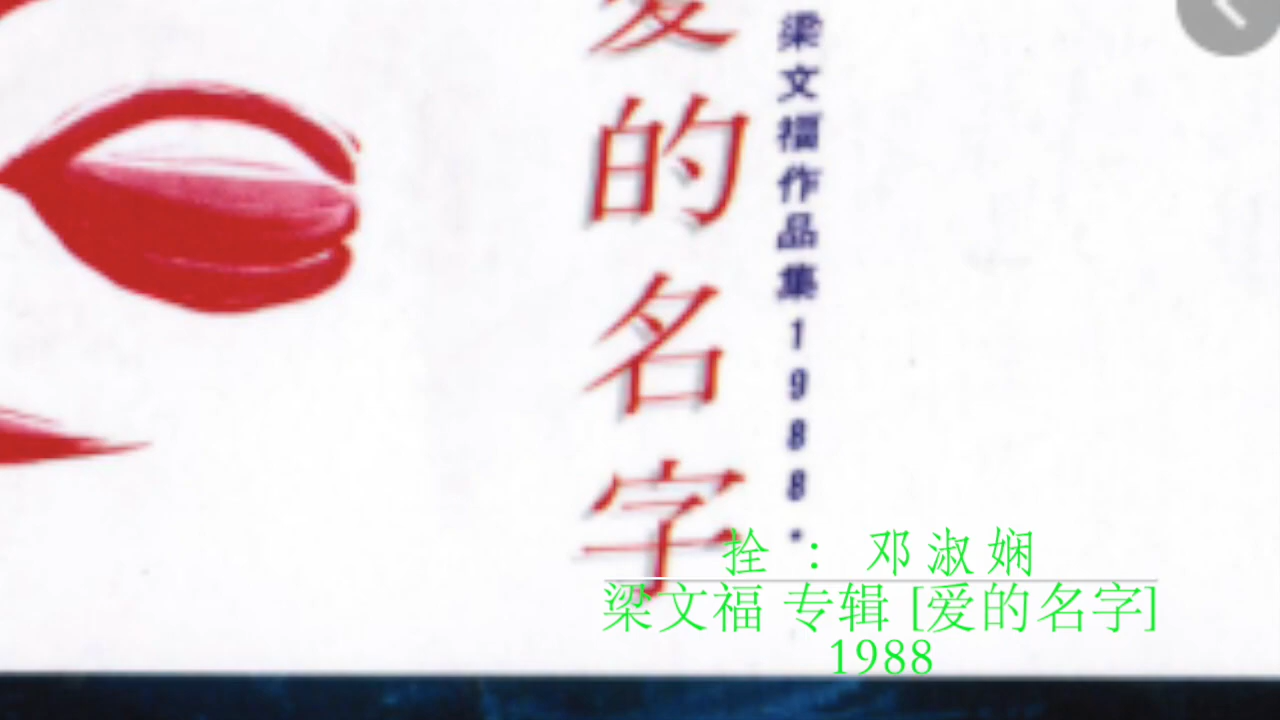 爱的名字
梁文福作品集1988·
拴 : 邓淑娴
梁文福 专辑 [爱的名字]
1988